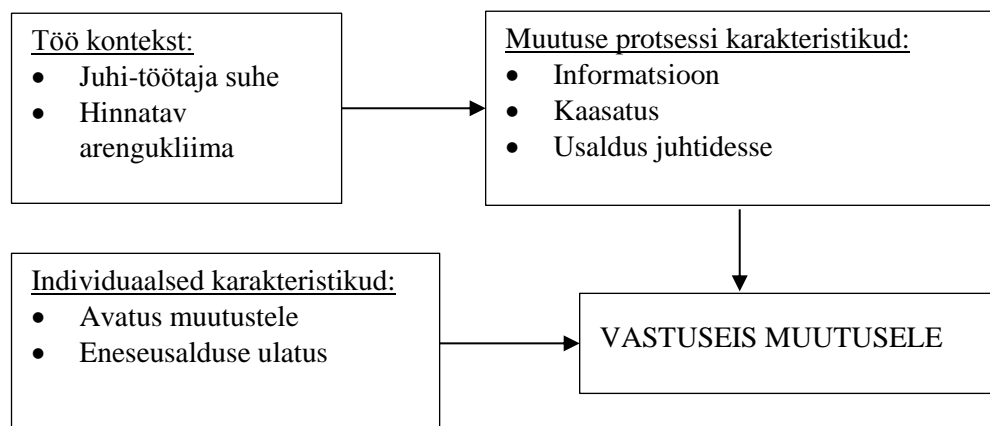 Töö kontekst:
• Juhi-töötaja suhe
• Hinnatav
arengukliima
Muutuse protsessi karakteristikud:
• Informatsioon
• Kaasatus
• Usaldus juhtidesse
Individuaalsed karakteristikud:
• Avatus muutustele
• Eneseusalduse ulatus
VASTUSEIS MUUTUSELE